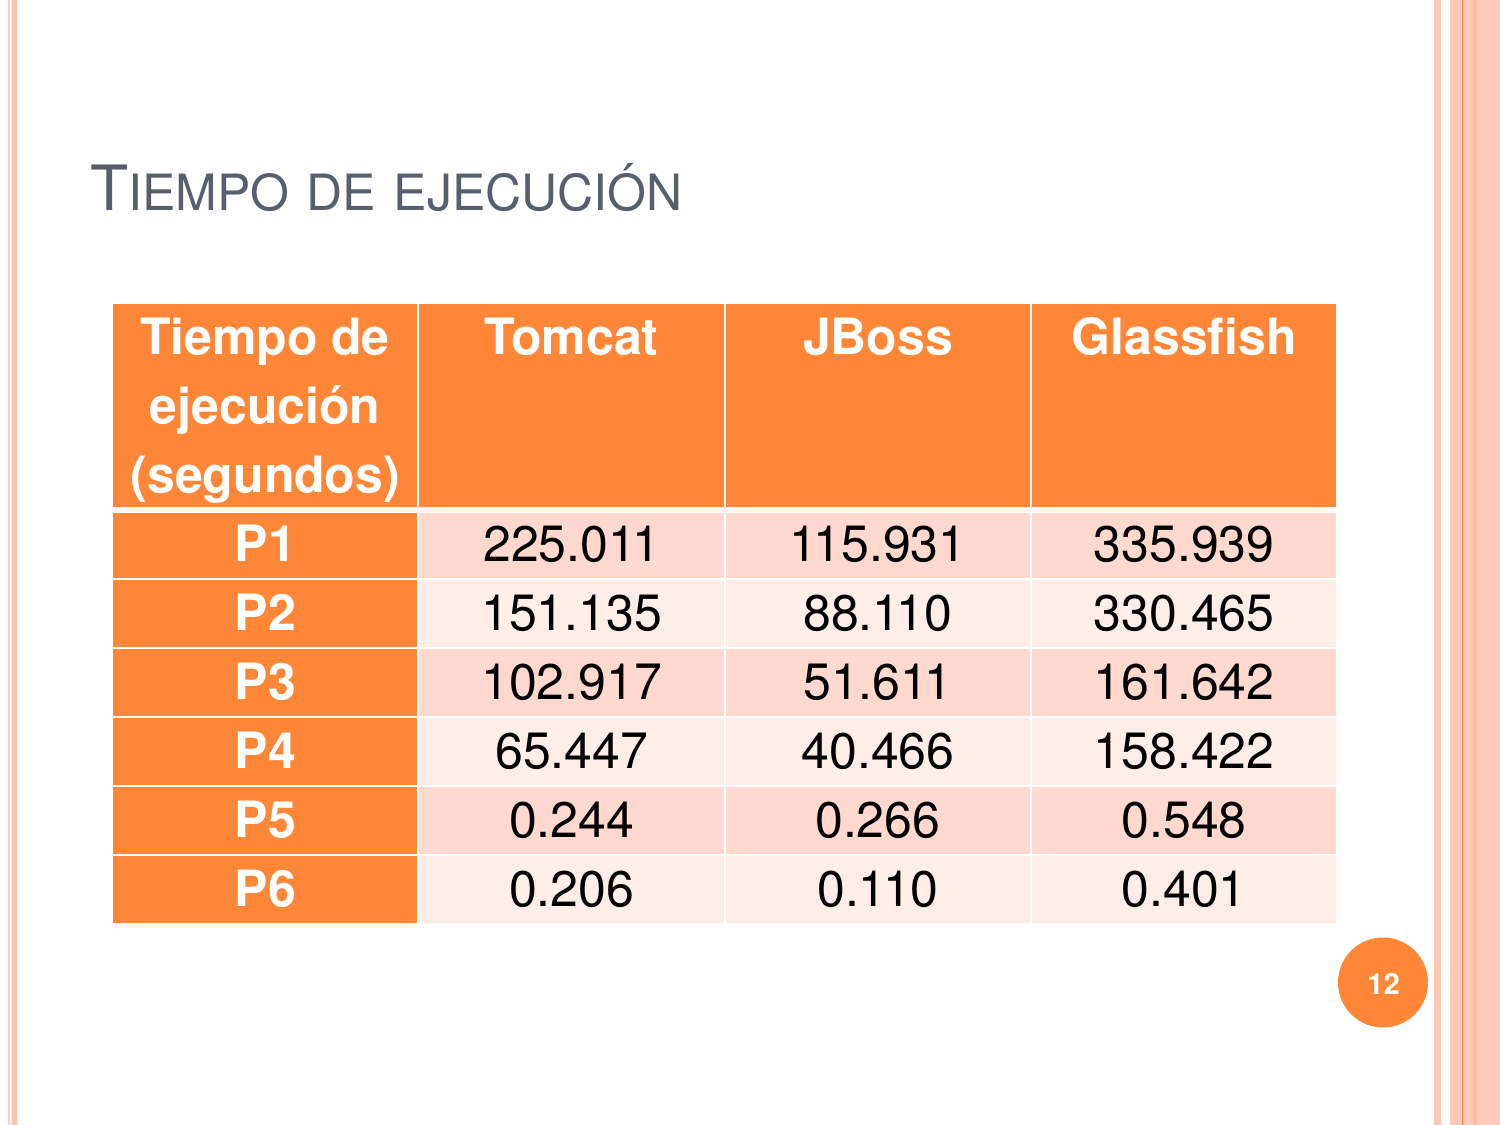 TIEMPO DE EJECUCIÓN
Tiempo de ejecución (segundos) Tomcat JBoss Glassfish
P1 225.011 115.931 335.939
P2 151.135 88.110 330.465
P3 102.917 51.611 161.642
P4 65.447 40.466 158.422
P5 0.244 0.266 0.548
P6 0.206 0.110 0.401
12